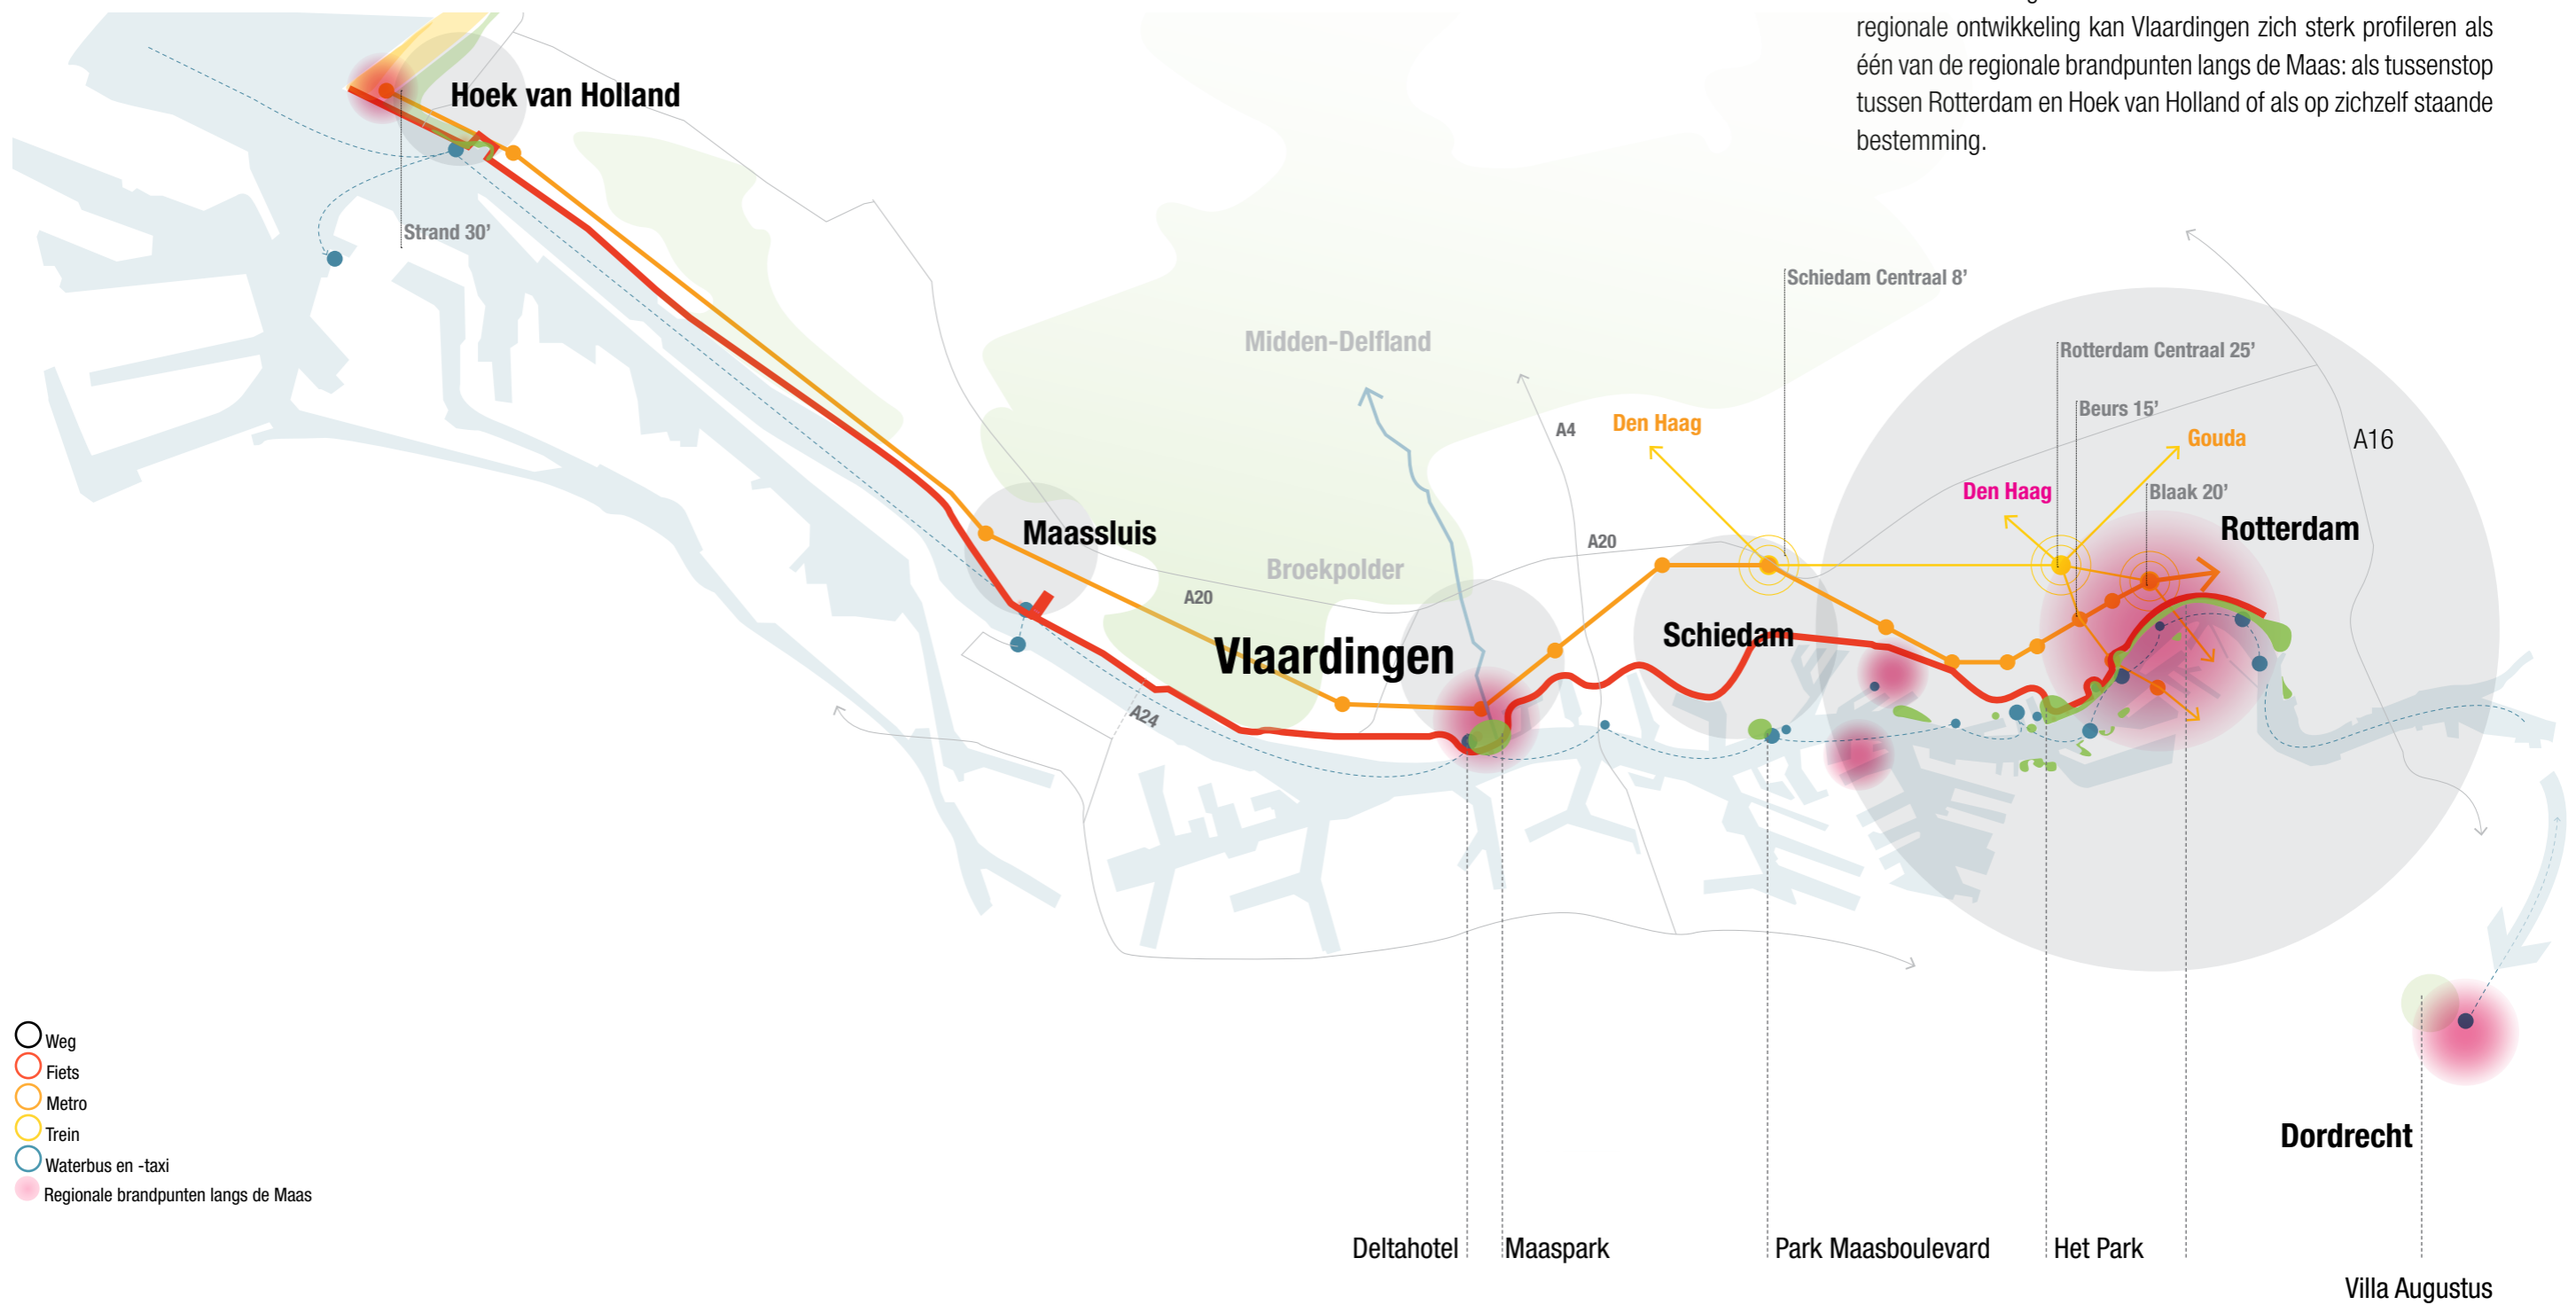 regionale ontwikkeling kan Vlaardingen zich sterk profileren als
één van de regionale brandpunten langs de Maas: als tussenstop
tussen Rotterdam en Hoek van Holland of als op zichzelf staande
bestemming.
Hoek van Holland
Strand 30’
Schiedam Centraal 8’
Midden-Delfland
Rotterdam Centraal 25’
Beurs 15’
A4
Den Haag
Gouda
A16
Den Haag
Blaak 20’
Rotterdam
Maassluis
A20
Broekpolder
A20
Vlaardingen
Schiedam
A24
Weg
Fiets
Metro
Trein
Waterbus en -taxi
Regionale brandpunten langs de Maas
Dordrecht
Deltahotel
Maaspark
Park Maasboulevard
Het Park
Villa Augustus